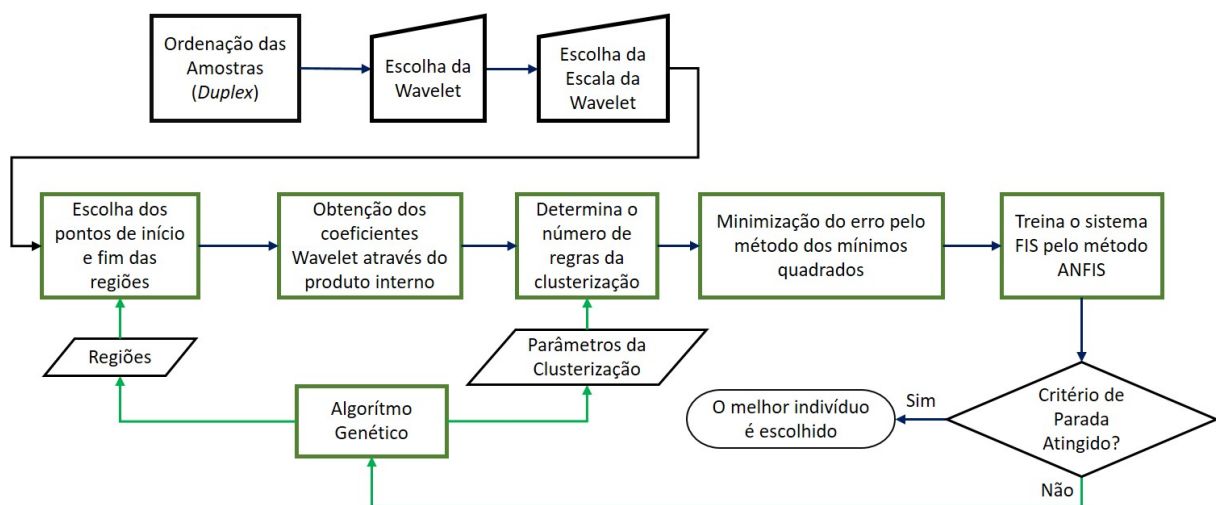 Ordenação das
Amostras
(Duplex)
Escolha da
Wavelet
Escolha da
Escala da
Wavelet
Escolha dos
pontos de início
e fim das
regiões
Obtenção dos
coeficientes
Wavelet através do
produto interno
Determina o
número de
regras da
clusterização
Minimização do erro pelo
método dos mínimos
quadrados
Treina o sistema
FIS pelo método
ANFIS
Regiões
Parâmetros da
Clusterização
Algorítmo
Genético
O melhor indivíduo
é escolhido
Sim
Critério de
Parada
Atingido?
Não